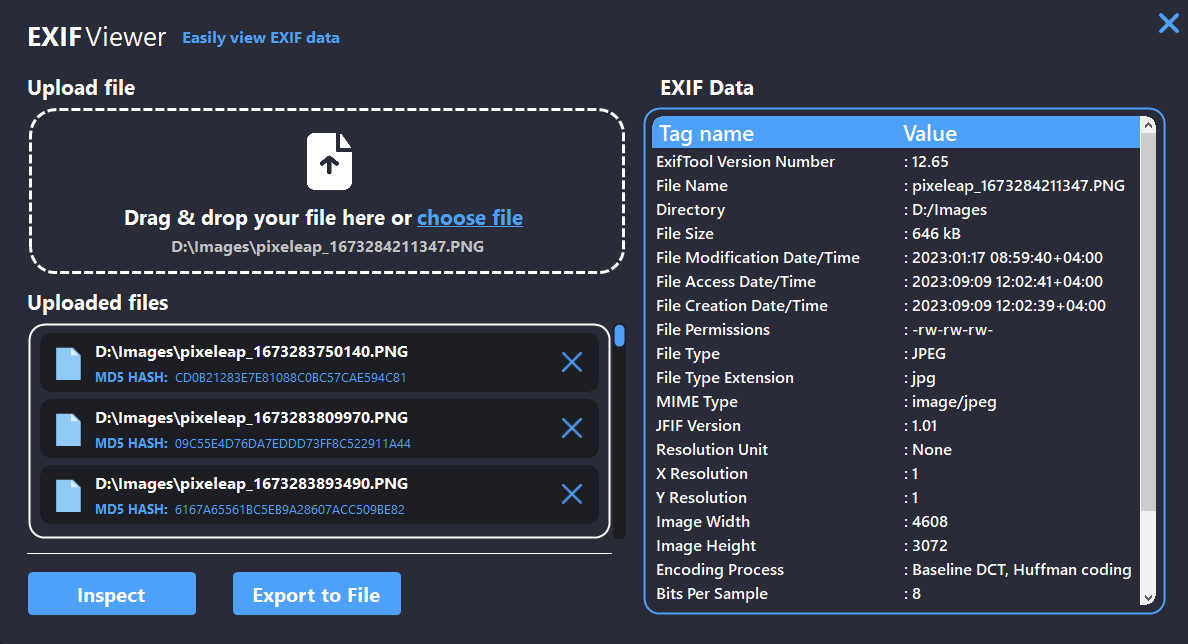 EXIF Viewer Easily view EXIF data
Upload file
Drag & drop your file here or choose file
D:\Images\pixeleap_1673284211347.PNG
Uploaded files
D:\Images\pixeleap_1673283750140.PNG
MD5 HASH: CD0B21283E7E81088C0BC57CAE594C81
D:\Images\pixeleap_1673283809970.PNG
MD5 HASH: 09C55E4D76DA7EDDD73FF8C522911A44
D:\Images\pixeleap_1673283893490.PNG
MD5 HASH: 6167A65561BC5EB9A28607ACC509BE82
Inspect
Export to File
EXIF Data
Tag name Value
ExifTool Version Number : 12.65
File Name : pixeleap_1673284211347.PNG
Directory : D:/Images
File Size : 646 kB
File Modification Date/Time : 2023:01:17 08:59:40+04:00
File Access Date/Time : 2023:09:09 12:02:41+04:00
File Creation Date/Time : 2023:09:09 12:02:39+04:00
File Permissions : -rw-rw-rw-
File Type : JPEG
File Type Extension : jpg
MIME Type : image/jpeg
JFIF Version : 1.01
Resolution Unit : None
X Resolution : 1
Y Resolution : 1
Image Width : 4608
Image Height : 3072
Encoding Process : Baseline DCT, Huffman coding
Bits Per Sample : 8